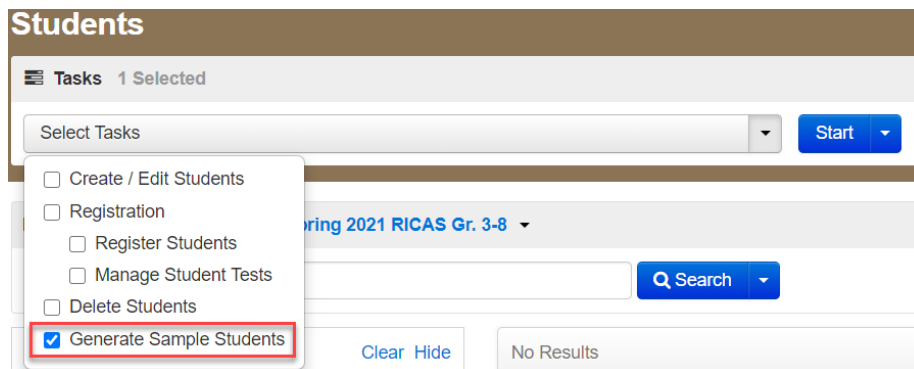 Students
Tasks 1 Selected
Select Tasks
Start
Create / Edit Students
Registration
ring 2021 RICAS Gr. 3-8
Register Students
Manage Student Tests
Search
Delete Students
Generate Sample Students
Clear Hide
No Results